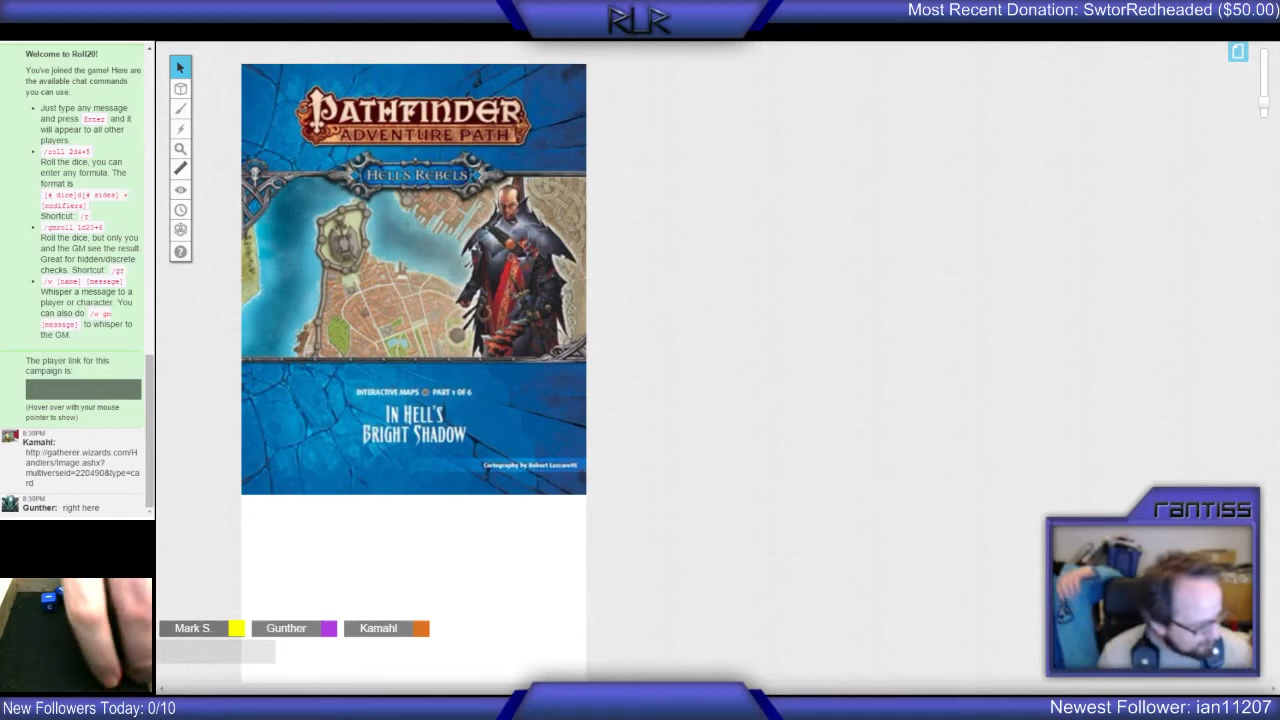 RLR
Most Recent Donation: SwtorRedheaded ($50.00)
Welcome to Roll20!
You've joined the game! Here are
the available chat commands
you can use:
• Just type any message
and press Enter and it
will appear to all other
players.
• /roll 2d4+5
Roll the dice, you can
enter any formula. The
format is
[# dice]d[# sides] +
[modifiers]
Shortcut: /r
• /gmroll 1d20+6
Roll the dice, but only you
and the GM see the result.
Great for hidden/discrete
checks. Shortcut: /gr
• /w [name] [message]
Whisper a message to a
player or character. You
can also do /w gm
[message] to whisper to
the GM.
The player link for this
campaign is:
(Hover over with your mouse
pointer to show)
8:30PM
Kamahl:
http://gatherer.wizards.com/H
andlers/Image.ashx?
multiverseid=220490&type=ca
rd
8:30PM
Gunther: right here
PATHFINDER
ADVENTURE PATH
HELL'S REBELS
INTERACTIVE MAPS PART 1 OF 6
IN HELL'S
BRIGHT SHADOW
Cartography by Robert Lazzaretti
Mark S.
Gunther
Kamahl
RANTISS
New Followers Today: 0/10
Newest Follower: ian11207